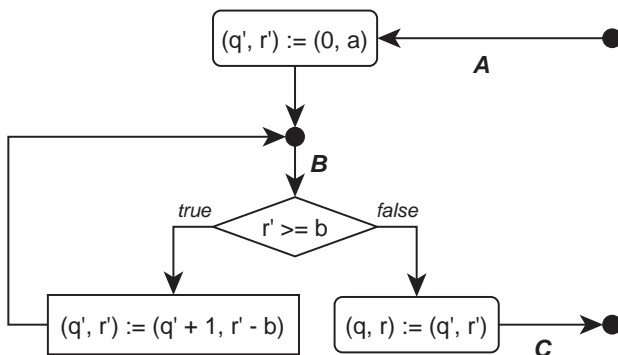 (q', r') := (0, a)
A
B
true
false
r' >= b
(q', r') := (q' + 1, r' - b)
(q, r) := (q', r')
C